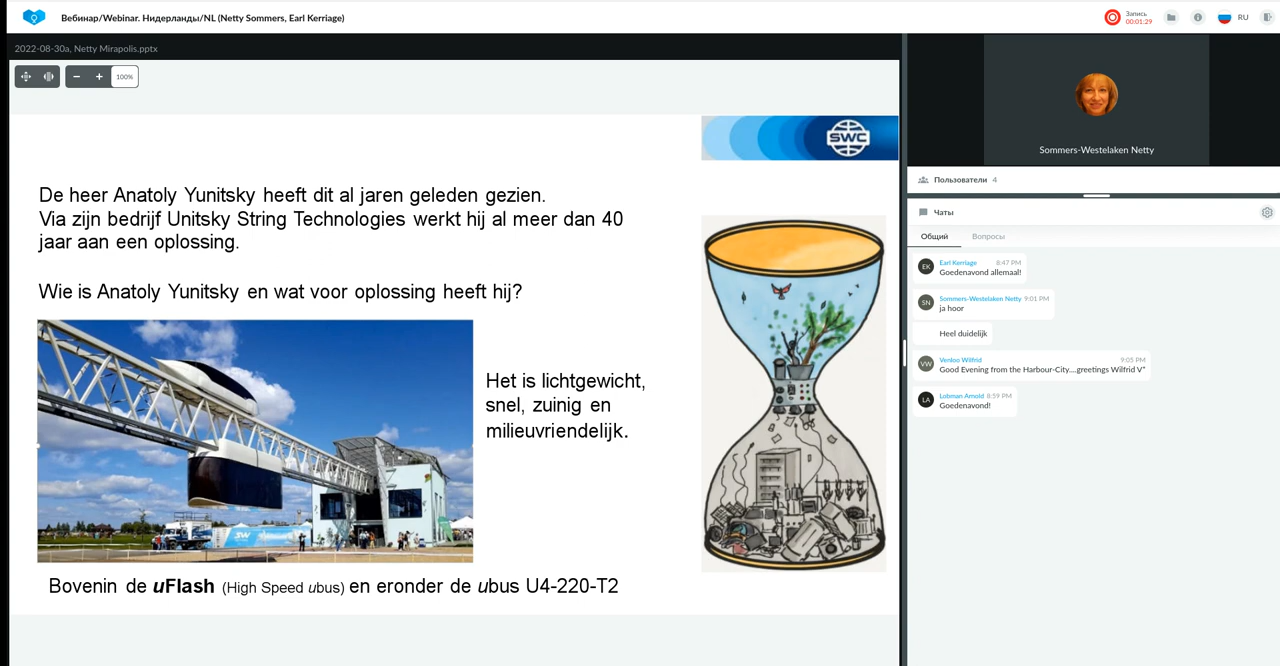 Вебинар/Webinar. Нидерланды/NL (Netty Sommers, Earl Kerriage)
Запись
00:01:29
RU
2022-08-30a, Netty Mirapolis.pptx
100%
SWC
De heer Anatoly Yunitsky heeft dit al jaren geleden gezien.
Via zijn bedrijf Unitsky String Technologies werkt hij al meer dan 40
jaar aan een oplossing.
Wie is Anatoly Yunitsky en wat voor oplossing heeft hij?
Het is lichtgewicht,
snel, zuinig en
milieuvriendelijk.
Bovenin de uFlash (High Speed ubus) en eronder de ubus U4-220-T2
Sommers-Westelaken Netty
Пользователи 4
Чаты
Общий Вопросы
EK
Earl Kerriage 8:47 PM
Goedenavond allemaal!
SN
Sommers-Westelaken Netty 9:01 PM
ja hoor
Heel duidelijk
VW
Venloo Wilfrid 9:05 PM
Good Evening from the Harbour-City....greetings Wilfrid V"
LA
Lobman Arnold 8:59 PM
Goedenavond!